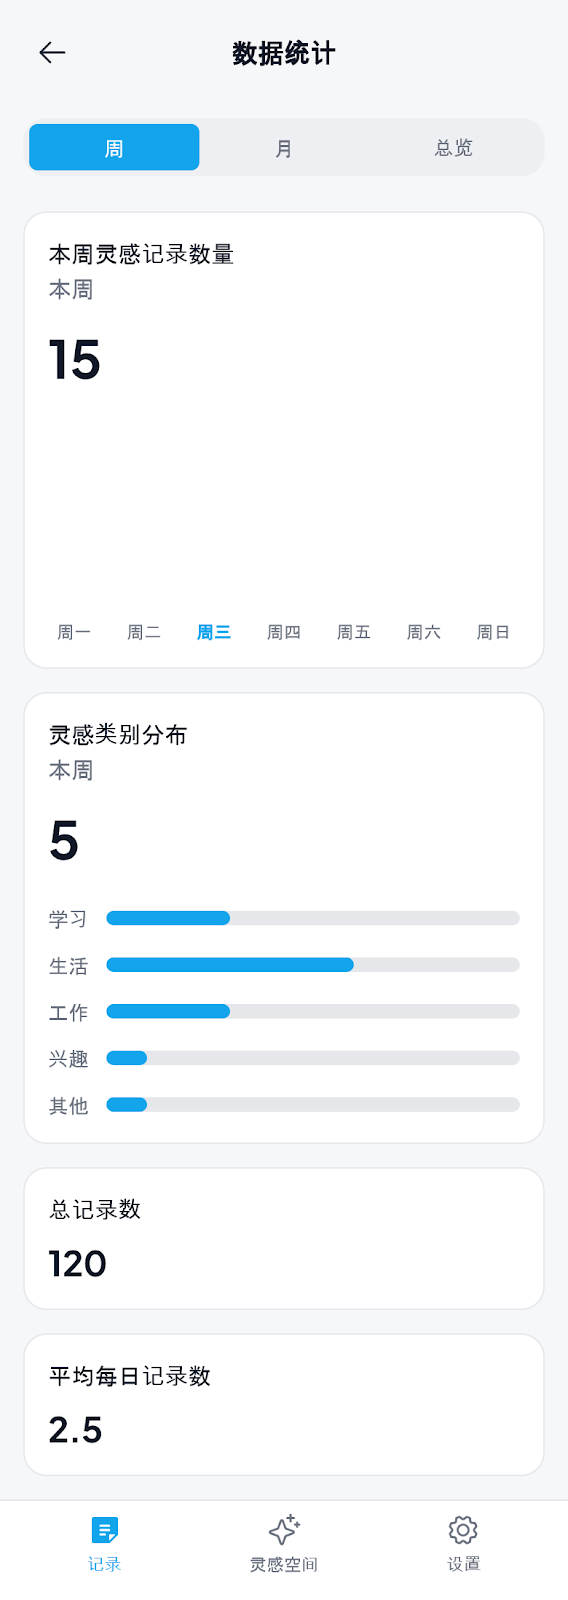 数据统计
周 月 总览
本周灵感记录数量
本周
15
周一 周二 周三 周四 周五 周六 周日
灵感类别分布
本周
5
学习
生活
工作
兴趣
其他
总记录数
120
平均每日记录数
2.5
记录 灵感空间 设置